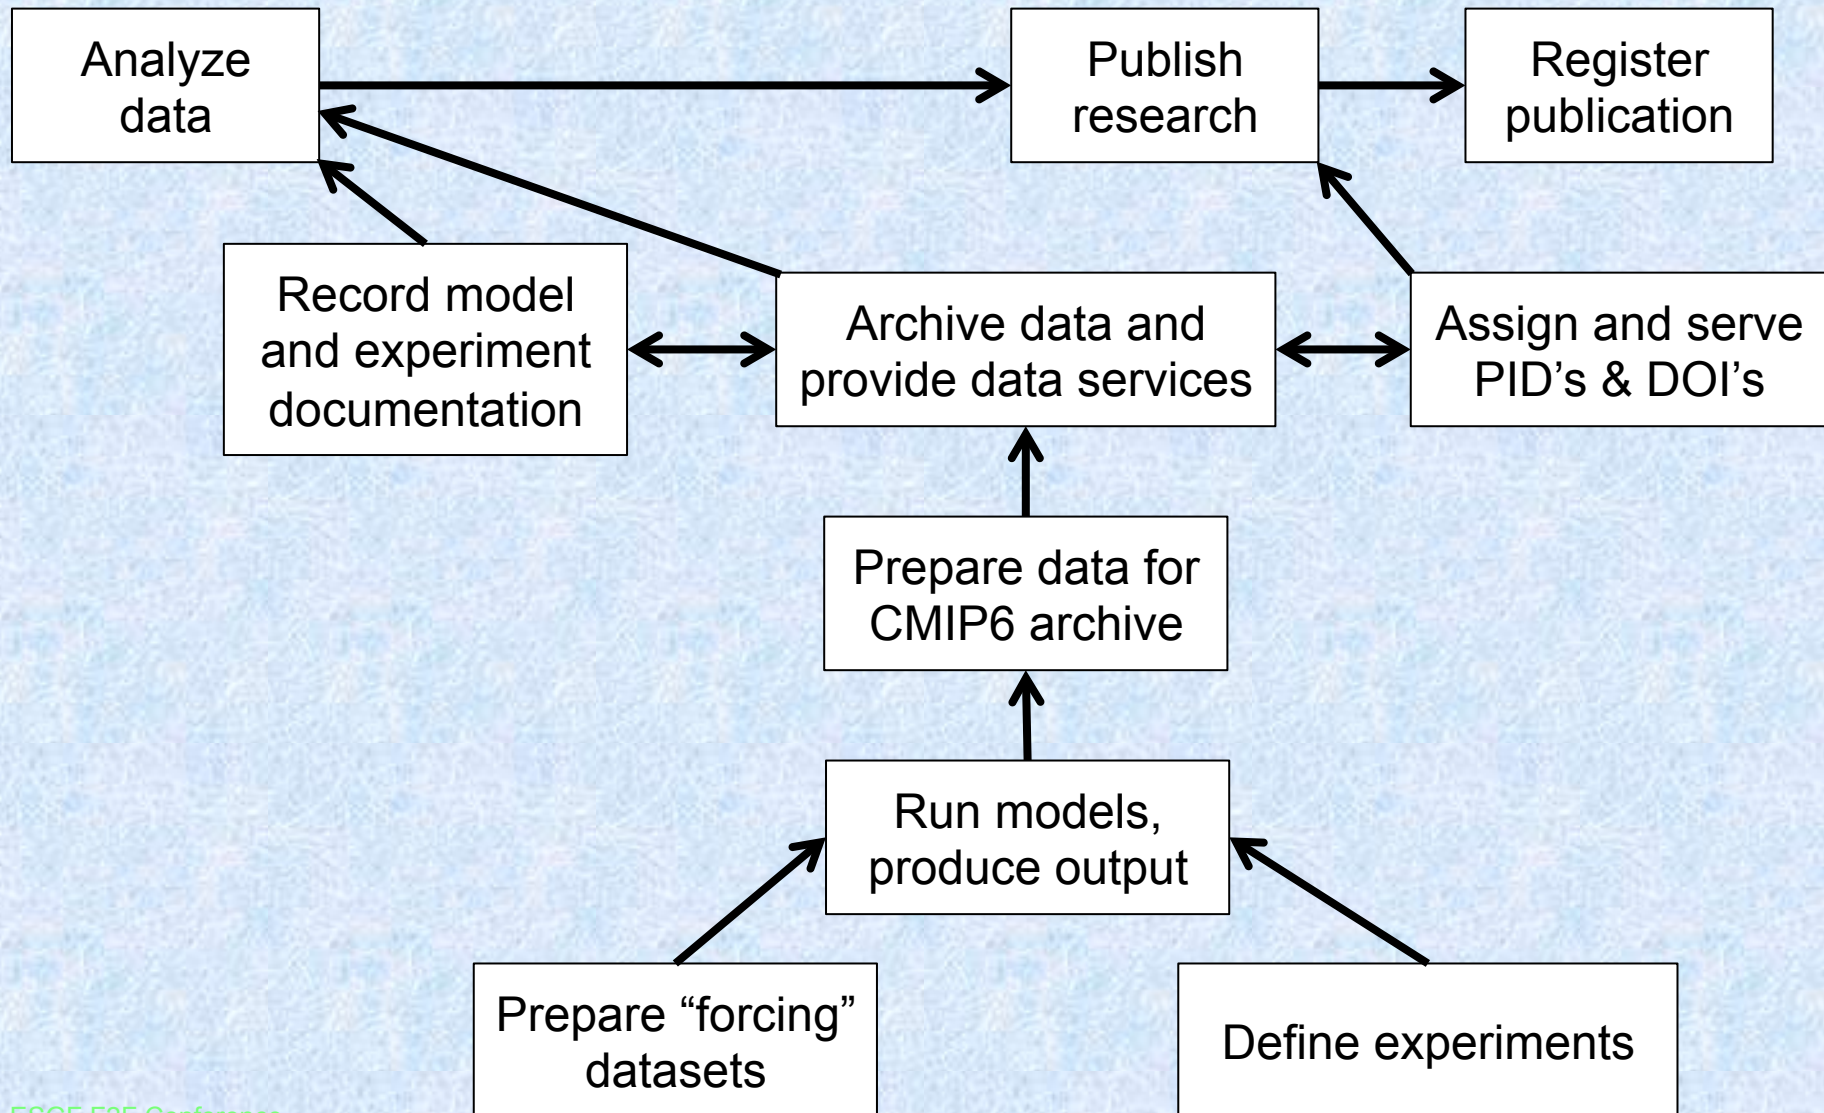 Analyze
data
Publish
research
Register
publication
Record model
and experiment
documentation
Archive data and
provide data services
Assign and serve
PID’s & DOI’s
Prepare data for
CMIP6 archive
Run models,
produce output
Prepare “forcing”
datasets
Define experiments